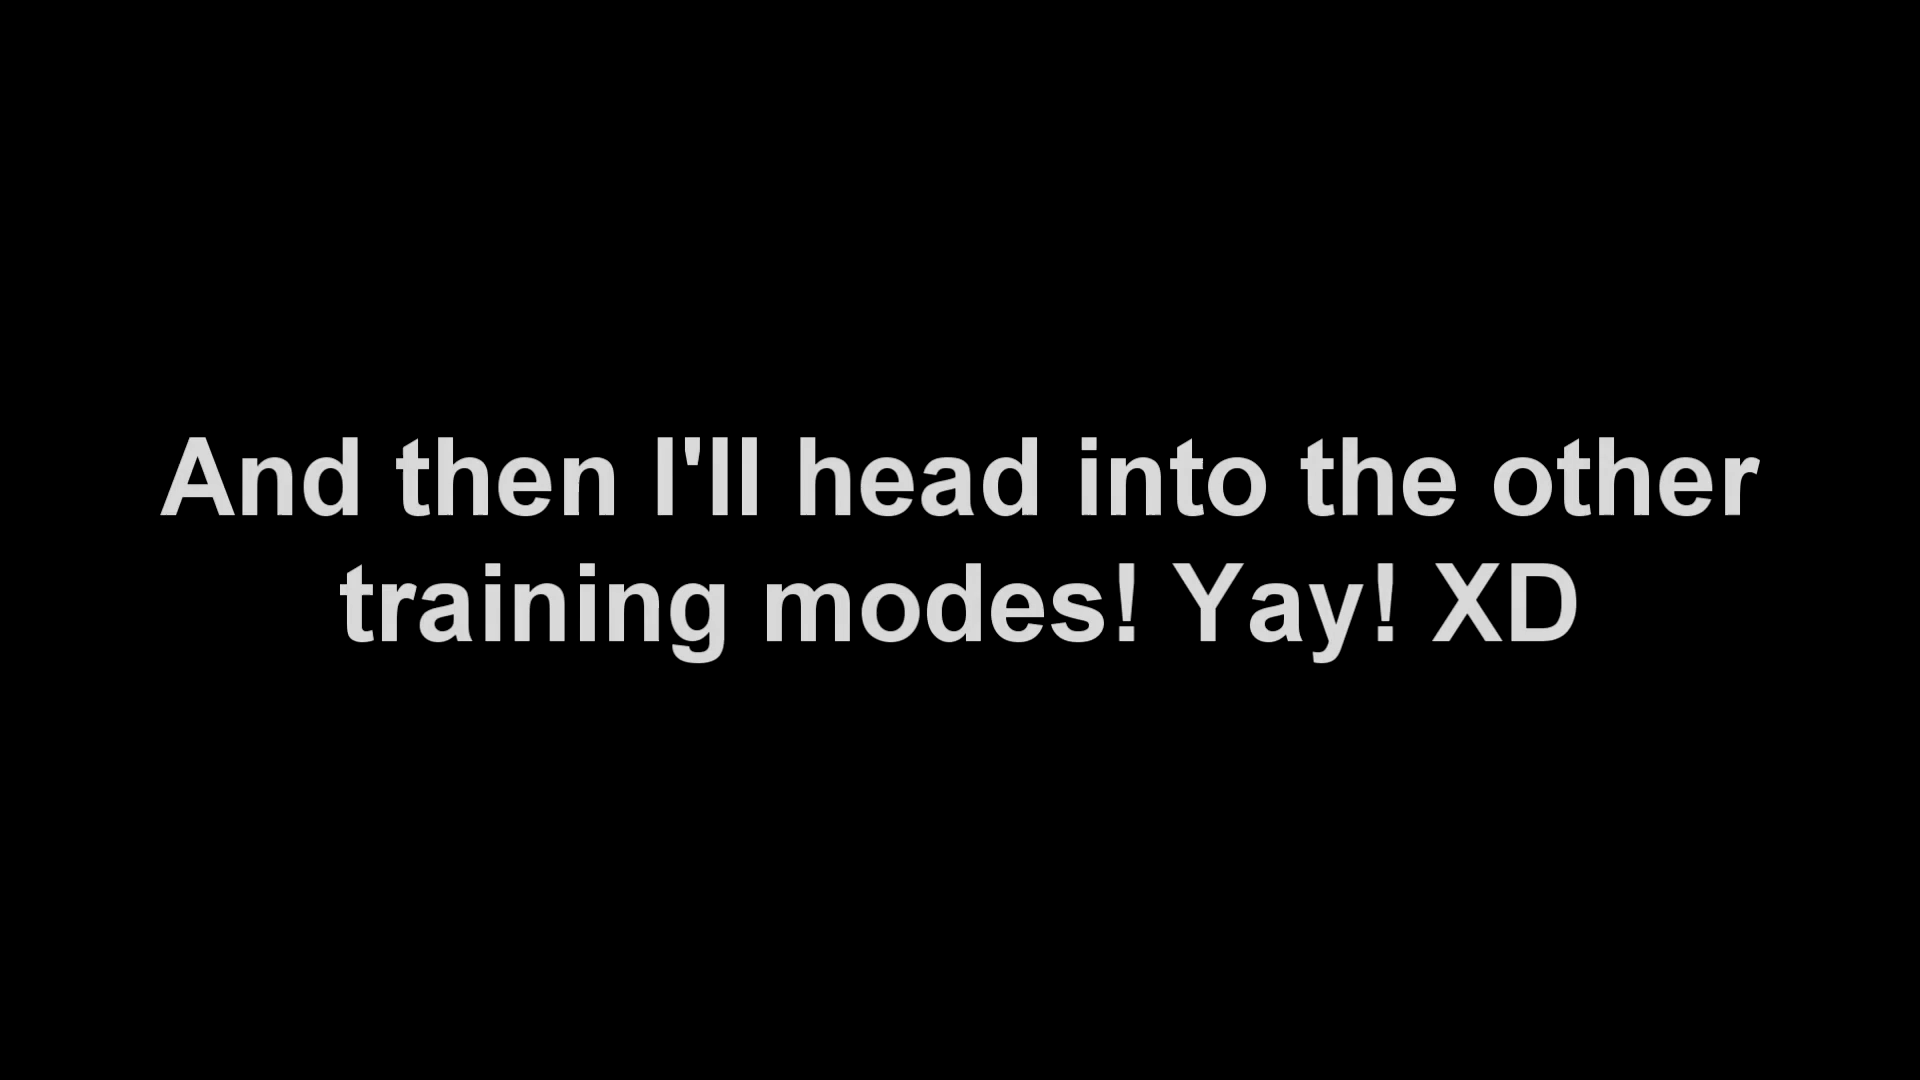 And then I'll head into the other
training modes! Yay! XD